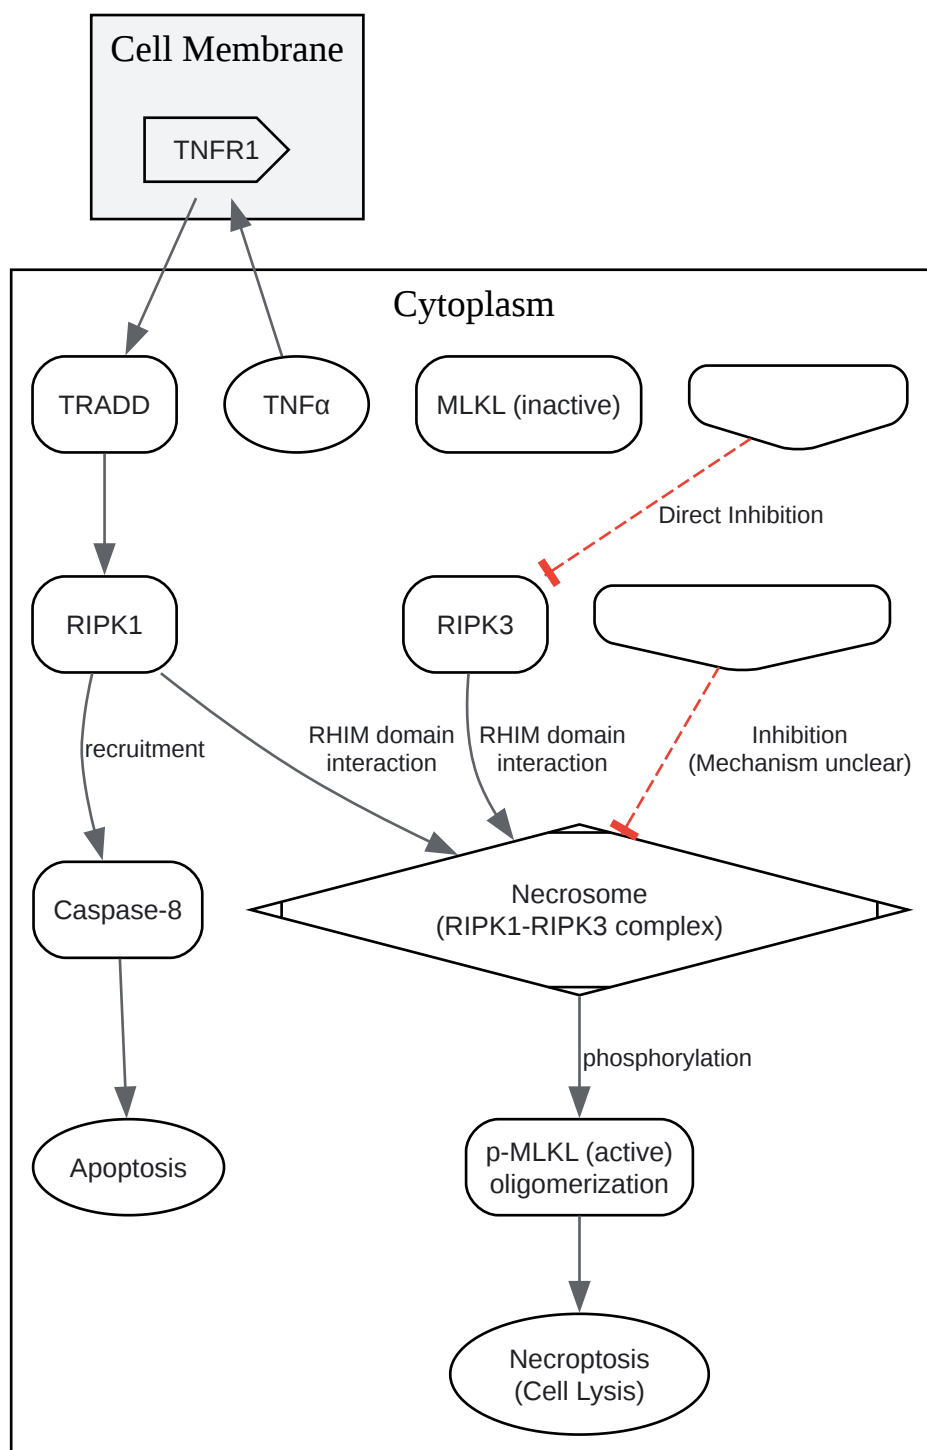 Cell Membrane
TNFR1
Cytoplasm
TRADD
TNFα
MLKL (inactive)
Direct Inhibition
RIPK1
RIPK3
recruitment
RHIM domain
interaction
RHIM domain
interaction
Inhibition
(Mechanism unclear)
Caspase-8
Necrosome
(RIPK1-RIPK3 complex)
phosphorylation
Apoptosis
p-MLKL (active)
oligomerization
Necroptosis
(Cell Lysis)